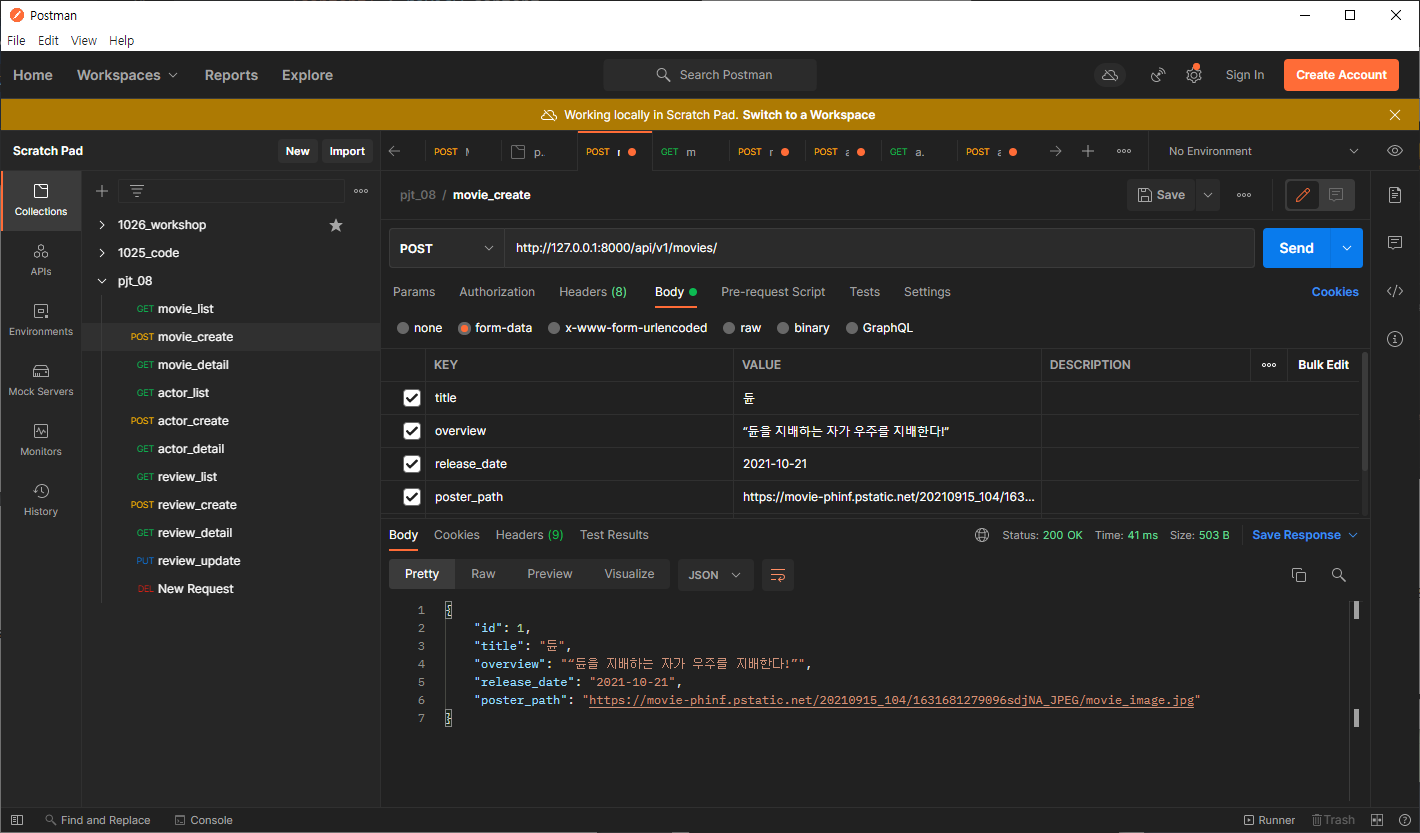 Postman
File Edit View Help
Home Workspaces Reports Explore Search Postman Sign In Create Account
Working locally in Scratch Pad. Switch to a Workspace
Scratch Pad New Import POST p.. POST GET m POST POST GET a. POST No Environment
Collections
APIs
Environments
Mock Servers
Monitors
History
1026_workshop
1025_code
pjt_08
GET movie_list
POST movie_create
GET movie_detail
GET actor_list
POST actor_create
GET actor_detail
GET review_list
POST review_create
GET review_detail
PUT review_update
DEL New Request
pjt_08 / movie_create Save
POST http://127.0.0.1:8000/api/v1/movies/ Send
Params Authorization Headers (8) Body Pre-request Script Tests Settings Cookies
none form-data x-www-form-urlencoded raw binary GraphQL
KEY VALUE DESCRIPTION Bulk Edit
title 듄
overview “듄을 지배하는 자가 우주를 지배한다!”
release_date 2021-10-21
poster_path https://movie-phinf.pstatic.net/20210915_104/163...
Body Cookies Headers (9) Test Results Status: 200 OK Time: 41 ms Size: 503 B Save Response
Pretty Raw Preview Visualize JSON
1 {
2 "id": 1,
3 "title": "듄",
4 "overview": "“듄을 지배하는 자가 우주를 지배한다!”",
5 "release_date": "2021-10-21",
6 "poster_path": "https://movie-phinf.pstatic.net/20210915_104/1631681279096sdjNA_JPEG/movie_image.jpg"
7 }
Find and Replace Console Runner Trash